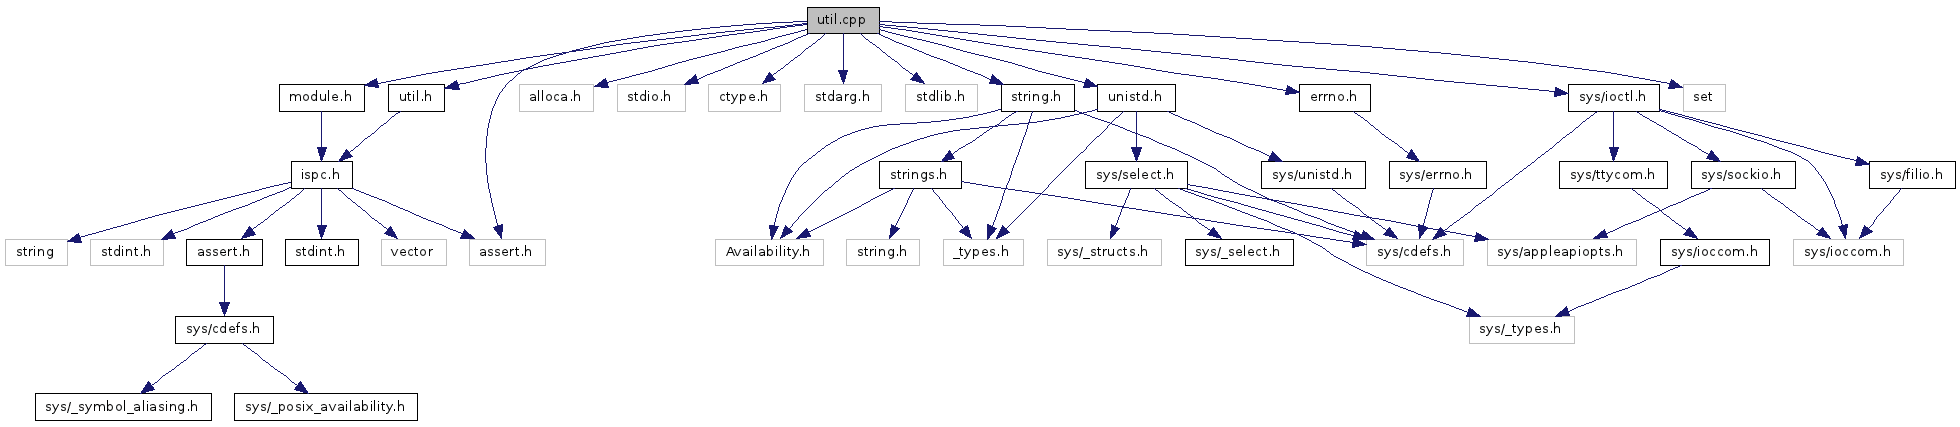 util.cpp
module.h
util.h
alloca.h
stdio.h
ctype.h
stdarg.h
stdlib.h
string.h
unistd.h
errno.h
sys/ioctl.h
set
ispc.h
strings.h
sys/select.h
sys/unistd.h
sys/errno.h
sys/ttycom.h
sys/sockio.h
sys/filio.h
string
stdint.h
assert.h
stdint.h
vector
assert.h
Availability.h
string.h
_types.h
sys/_structs.h
sys/_select.h
sys/cdefs.h
sys/appleapiopts.h
sys/ioccom.h
sys/ioccom.h
sys/cdefs.h
sys/_types.h
sys/_symbol_aliasing.h
sys/_posix_availability.h